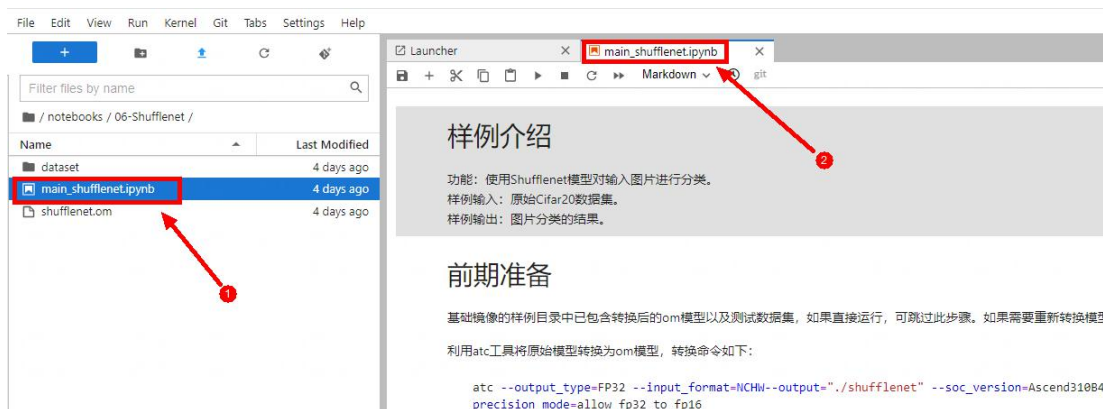 File Edit View Run Kernel Git Tabs Settings Help
Filter files by name
/ notebooks / 06-Shufflenet /
Name Last Modified
dataset 4 days ago
main_shufflenet.ipynb 4 days ago
shufflenet.om 4 days ago
1
Launcher
main_shufflenet.ipynb
Markdown
git
2
样例介绍
功能：使用Shufflenet模型对输入图片进行分类。
样例输入：原始Cifar20数据集。
样例输出：图片分类的结果。
前期准备
基础镜像的样例目录中已包含转换后的om模型以及测试数据集，如果直接运行，可跳过此步骤。如果需要重新转换模型
利用atc工具将原始模型转换为om模型，转换命令如下：
atc --output_type=FP32 --input_format=NCHW--output="./shufflenet" --soc_version=Ascend310B4
precision_mode=allow_fp32_to_fp16